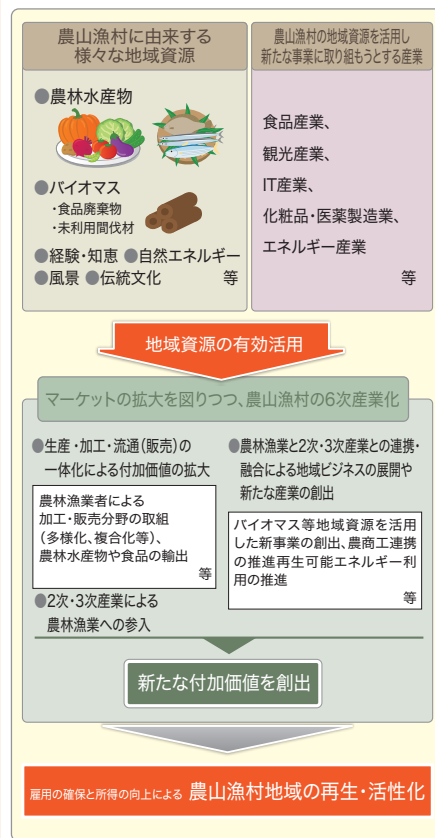 農山漁村に由来する
様々な地域資源
●農林水産物
●バイオマス
・食品廃棄物
・未利用間伐材
●経験・知恵 ●自然エネルギー
●風景 ●伝統文化 等
農山漁村の地域資源を活用し
新たな事業に取り組もうとする産業
食品産業、
観光産業、
IT産業、
化粧品・医薬製造業、
エネルギー産業
等
地域資源の有効活用
マーケットの拡大を図りつつ、農山漁村の6次産業化
●生産・加工・流通（販売）の
一体化による付加価値の拡大
農林漁業者による
加工・販売分野の取組
（多様化、複合化等）、
農林水産物や食品の輸出
等
●2次・3次産業による
農林漁業への参入
●農林漁業と2次・3次産業との連携・
融合による地域ビジネスの展開や
新たな産業の創出
バイオマス等地域資源を活用
した新事業の創出、農商工連携
の推進再生可能エネルギー利
用の推進
等
新たな付加価値を創出
雇用の確保と所得の向上による 農山漁村地域の再生・活性化